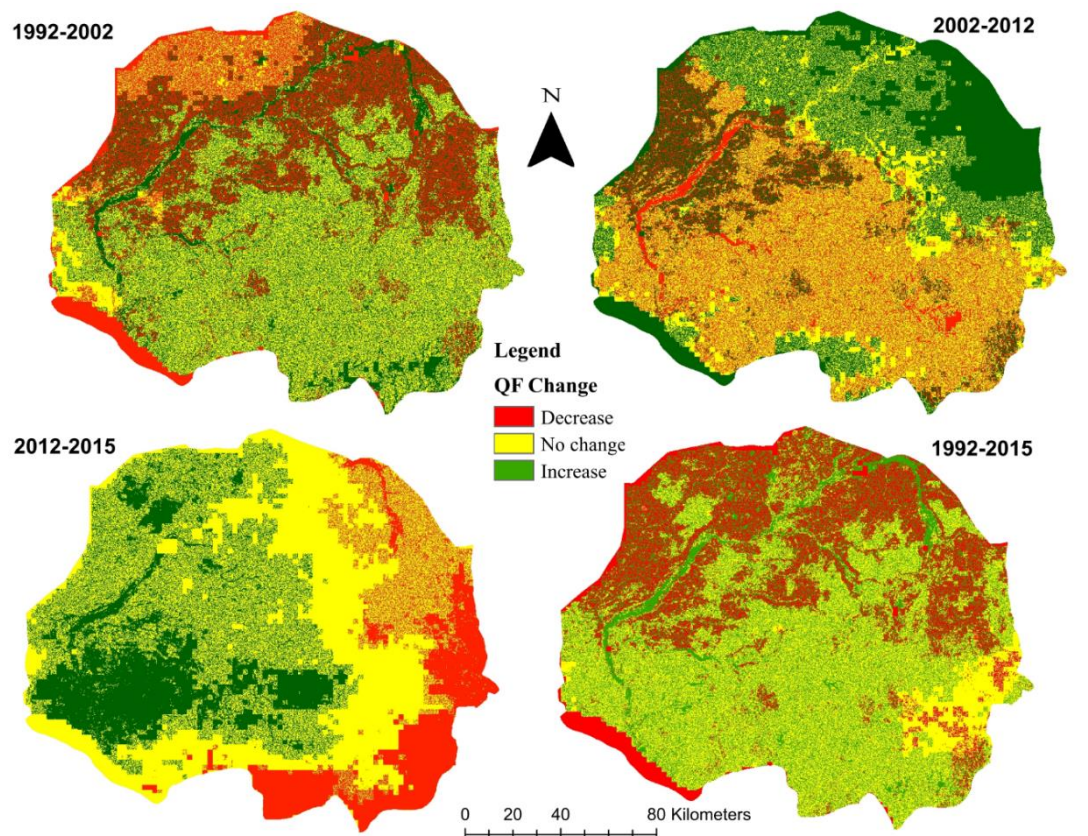 1992-2002
2002-2012
N
Legend
QF Change
Decrease
No change
Increase
2012-2015
1992-2015
0 20 40 80 Kilometers